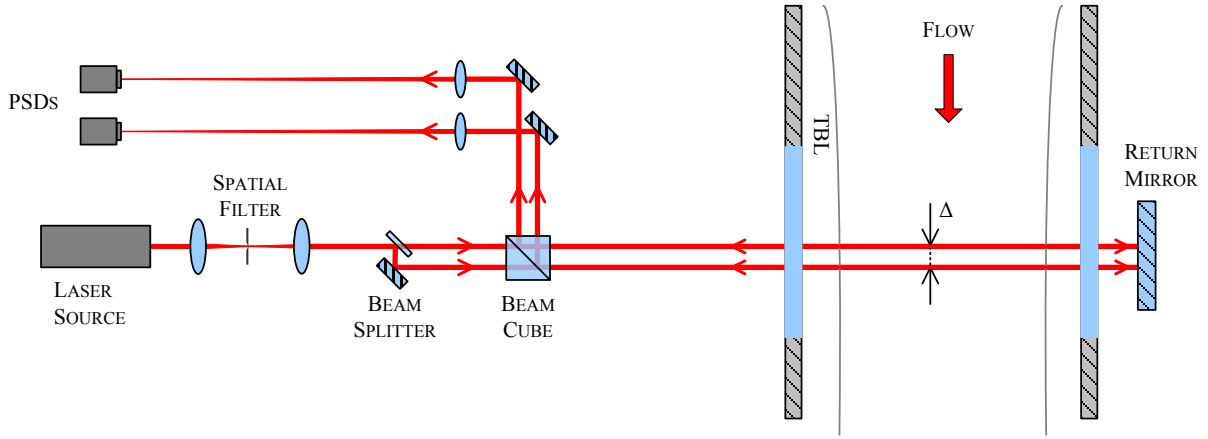 FLOW
PSDS
TBL
RETURN
MIRROR
SPATIAL
FILTER
Δ
LASER
SOURCE
BEAM
SPLITTER
BEAM
CUBE